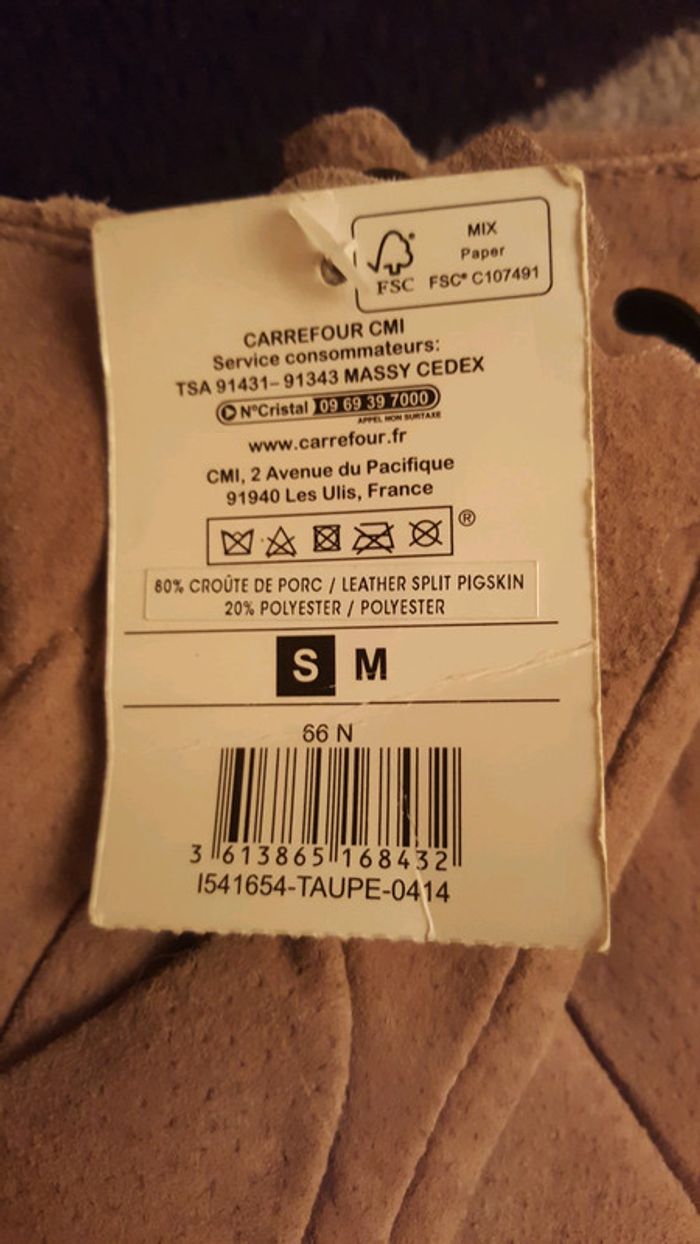 MIX
Paper
FSC® C107491
FSC
CARREFOUR CMI
Service consommateurs:
TSA 91431– 91343 MASSY CEDEX
N°Cristal 09 69 39 7000
APPEL NON SURTAXE
www.carrefour.fr
CMI, 2 Avenue du Pacifique
91940 Les Ulis, France
®
80% CROÛTE DE PORC / LEATHER SPLIT PIGSKIN
20% POLYESTER / POLYESTER
S M
66 N
3 613865 168432
I541654-TAUPE-0414